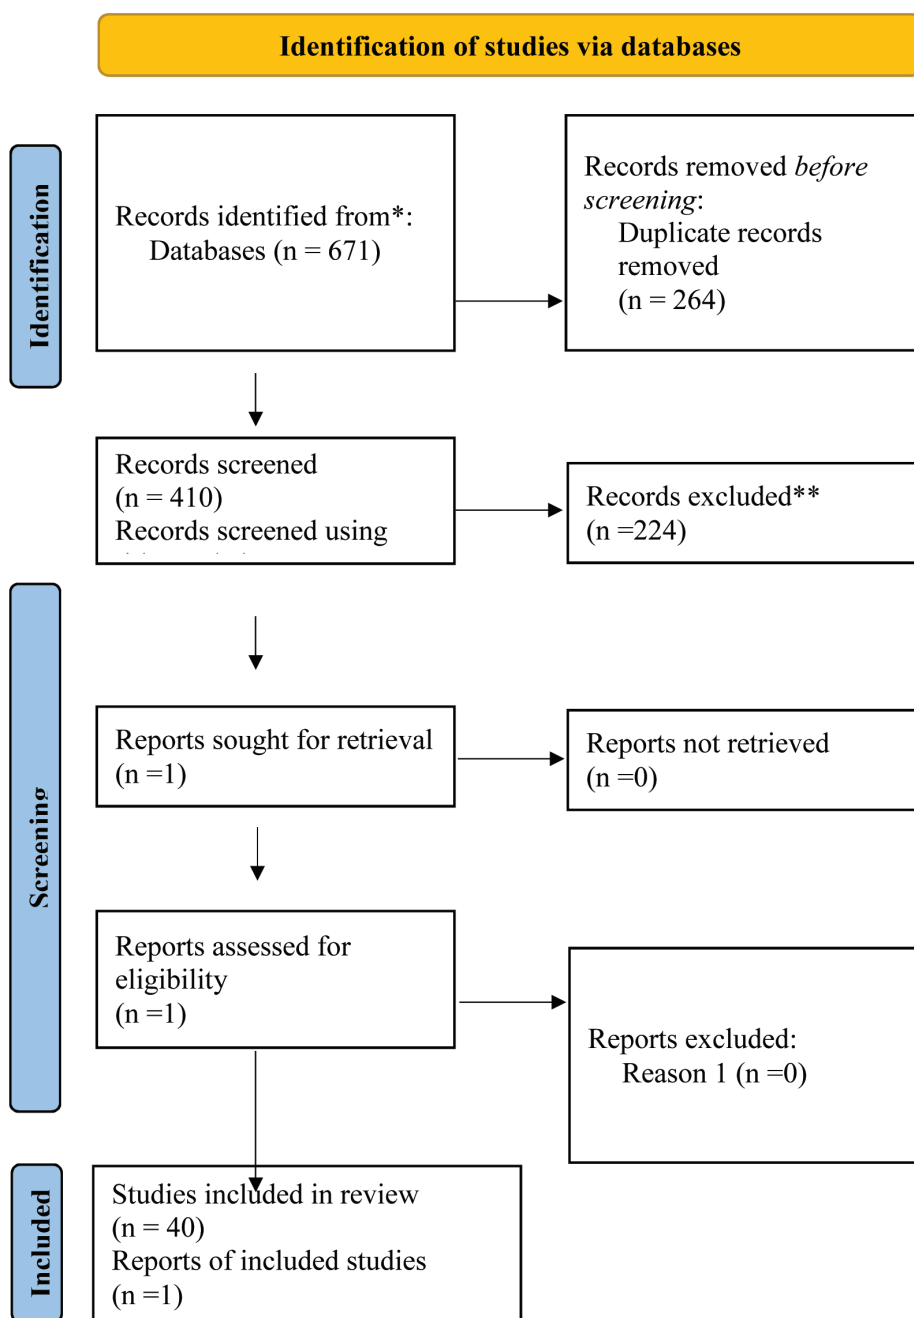 Identification of studies via databases
Identification
Records identified from*:
Databases (n = 671)
Records removed before
screening:
Duplicate records
removed
(n = 264)
Records screened
(n = 410)
Records screened using
Records excluded**
(n =224)
Screening
Reports sought for retrieval
(n =1)
Reports not retrieved
(n =0)
Reports assessed for
eligibility
(n =1)
Reports excluded:
Reason 1 (n =0)
Included
Studies included in review
(n = 40)
Reports of included studies
(n =1)